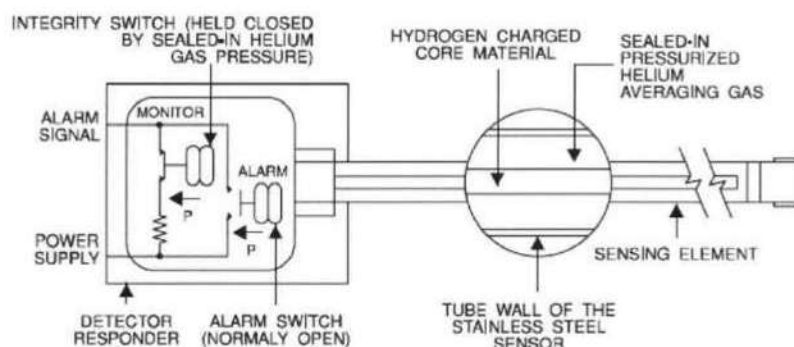 INTEGRITY SWITCH (HELD CLOSED
BY SEALED-IN HELIUM
GAS PRESSURE)
HYDROGEN CHARGED
CORE MATERIAL
SEALED-IN
PRESSURIZED
HELIUM
AVERAGING GAS
ALARM
SIGNAL
MONITOR
ALARM
P
P
POWER
SUPPLY
SENSING ELEMENT
DETECTOR
RESPONDER
ALARM SWITCH
(NORMALY OPEN)
TUBE WALL OF THE
STAINLESS STEEL
SENSOR